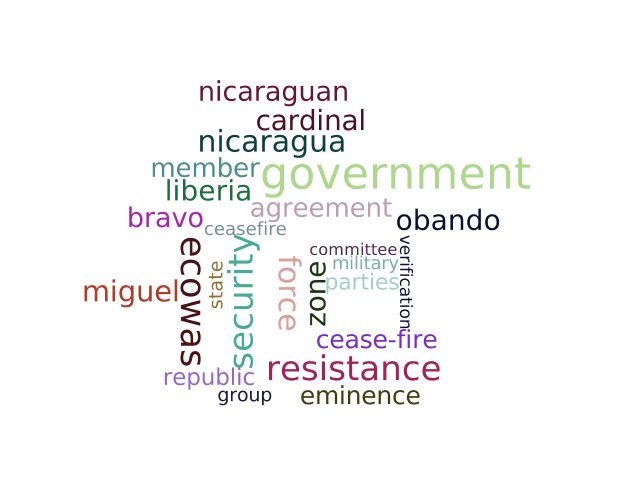 nicaraguan
cardinal
nicaragua
member
government
liberia
agreement
bravo
obando
ceasefire
committee
verification
ecowas
security
state
force
zone
military
parties
miguel
cease-fire
resistance
republic
group
eminence